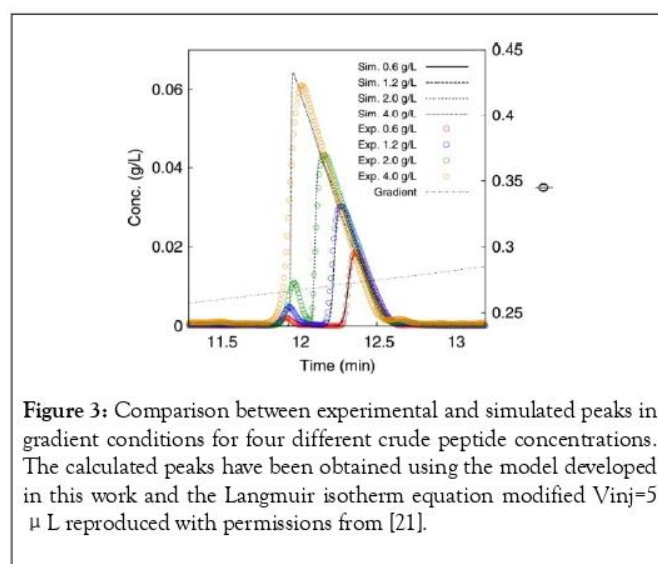 0.45
0.06
Sim. 0.6 g/L
Sim. 1.2 g/L
Sim. 2.0 g/L
0.4
Sim. 4.0 g/L
Exp. 0.6 g/L
Exp. 1.2 g/L
0.04
Exp. 2.0 g/L
Exp. 4.0 g/L
0.35
Gradient
Conc. (g/L)
Φ
0.02
0.3
0.25
0
11.5
12
12.5
13
Time (min)
Figure 3: Comparison between experimental and simulated peaks in
gradient conditions for four different crude peptide concentrations.
The calculated peaks have been obtained using the model developed
in this work and the Langmuir isotherm equation modified Vinj=5
μ L reproduced with permissions from [21].